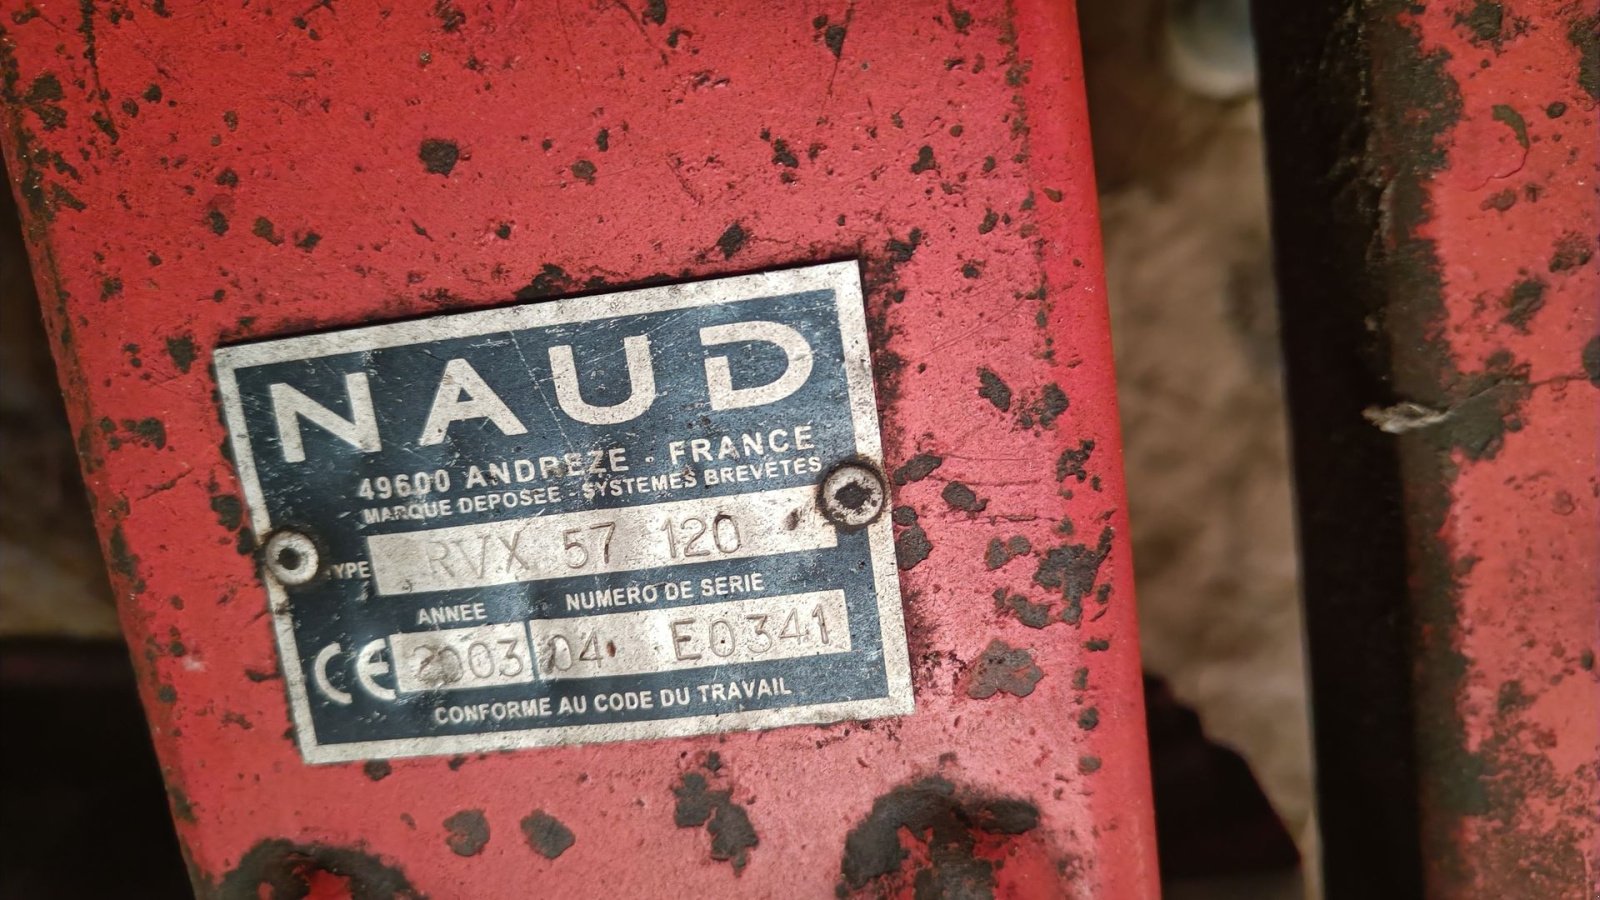 NAUD
49600 ANDREZE - FRANCE
MARQUE DEPOSEE - SYSTEMES BREVETES
TYPE RVX 57 120
ANNEE NUMERO DE SERIE
CE 2003 04 E0341
CONFORME AU CODE DU TRAVAIL